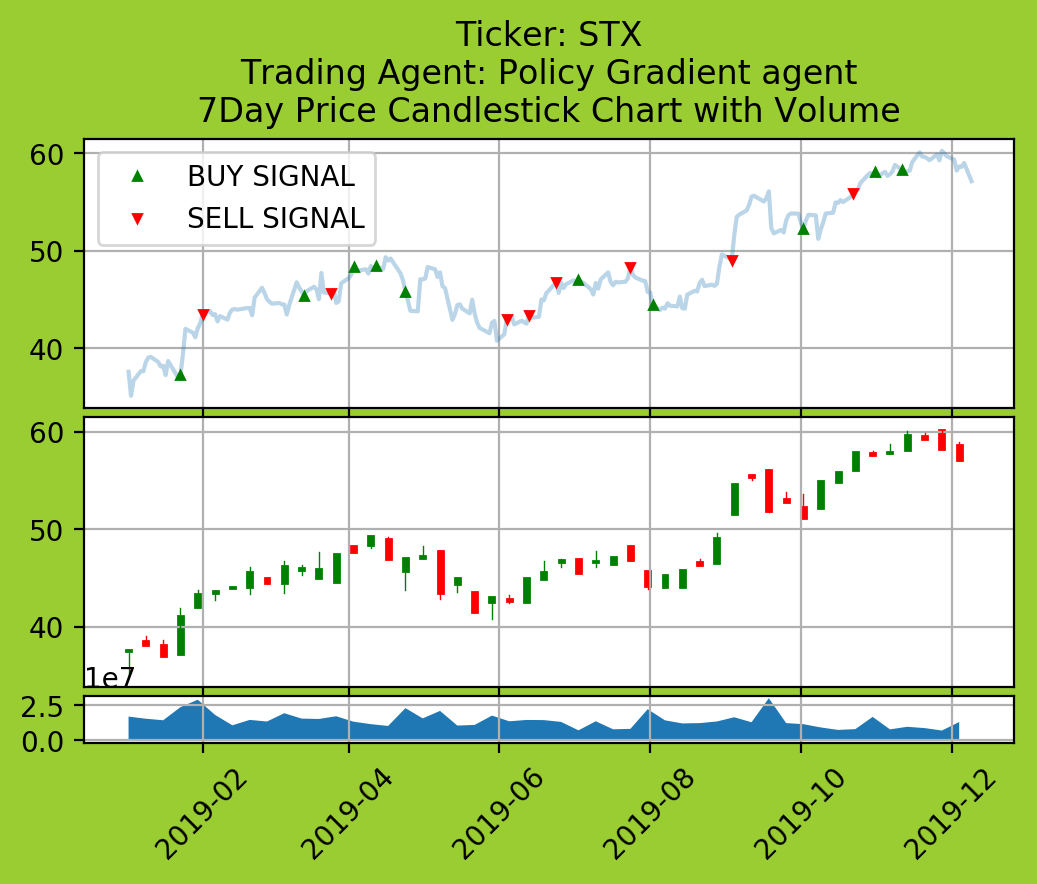 Ticker: STX
Trading Agent: Policy Gradient agent
7Day Price Candlestick Chart with Volume
60
BUY SIGNAL
SELL SIGNAL
50
40
60
50
40
1e7
2.5
0.0
2019-02
2019-04
2019-06
2019-08
2019-10
2019-12